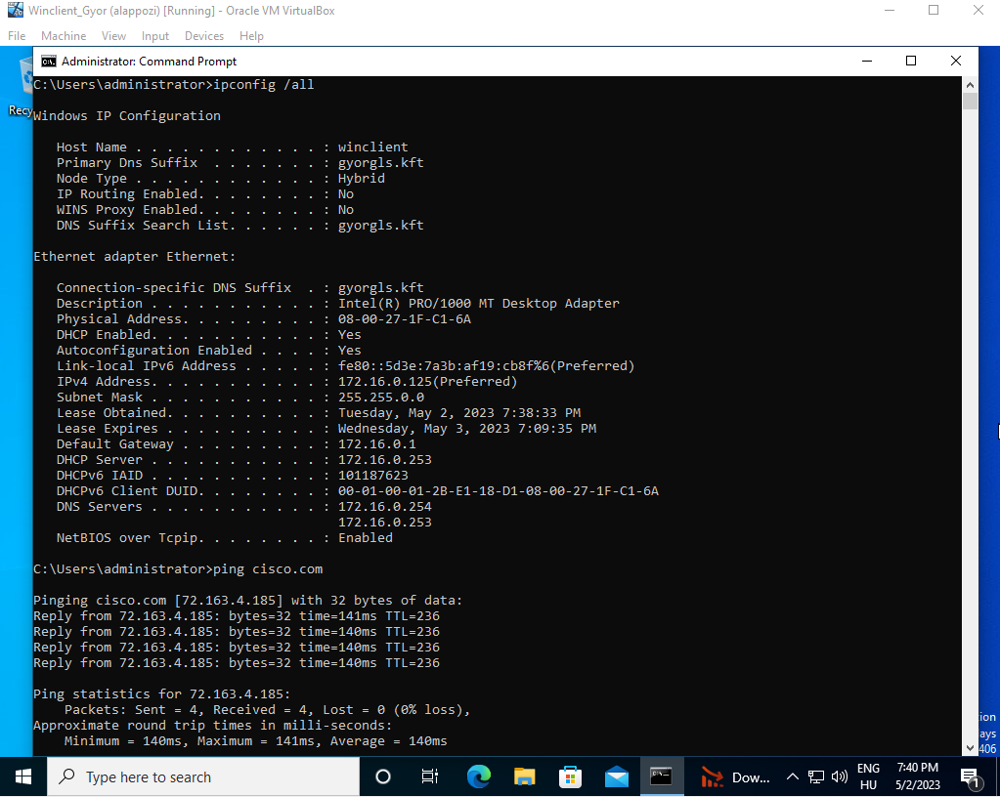 Winclient_Gyor (alappozi) [Running] - Oracle VM VirtualBox
File Machine View Input Devices Help
Administrator: Command Prompt
Recy
C:\Users\administrator>ipconfig /all
Windows IP Configuration
Host Name . . . . . . . . . . . . : winclient
Primary Dns Suffix  . . . . . . . : gyorgls.kft
Node Type . . . . . . . . . . . . : Hybrid
IP Routing Enabled. . . . . . . . : No
WINS Proxy Enabled. . . . . . . . : No
DNS Suffix Search List. . . . . . : gyorgls.kft
Ethernet adapter Ethernet:
Connection-specific DNS Suffix  . : gyorgls.kft
Description . . . . . . . . . . . : Intel(R) PRO/1000 MT Desktop Adapter
Physical Address. . . . . . . . . : 08-00-27-1F-C1-6A
DHCP Enabled. . . . . . . . . . . : Yes
Autoconfiguration Enabled . . . . : Yes
Link-local IPv6 Address . . . . . : fe80::5d3e:7a3b:af19:cb8f%6(Preferred)
IPv4 Address. . . . . . . . . . . : 172.16.0.125(Preferred)
Subnet Mask . . . . . . . . . . . : 255.255.0.0
Lease Obtained. . . . . . . . . . : Tuesday, May 2, 2023 7:38:33 PM
Lease Expires . . . . . . . . . . : Wednesday, May 3, 2023 7:09:35 PM
Default Gateway . . . . . . . . . : 172.16.0.1
DHCP Server . . . . . . . . . . . : 172.16.0.253
DHCPv6 IAID . . . . . . . . . . . : 101187623
DHCPv6 Client DUID. . . . . . . . : 00-01-00-01-2B-E1-18-D1-08-00-27-1F-C1-6A
DNS Servers . . . . . . . . . . . : 172.16.0.254
172.16.0.253
NetBIOS over Tcpip. . . . . . . . : Enabled
C:\Users\administrator>ping cisco.com
Pinging cisco.com [72.163.4.185] with 32 bytes of data:
Reply from 72.163.4.185: bytes=32 time=141ms TTL=236
Reply from 72.163.4.185: bytes=32 time=140ms TTL=236
Reply from 72.163.4.185: bytes=32 time=140ms TTL=236
Reply from 72.163.4.185: bytes=32 time=140ms TTL=236
Ping statistics for 72.163.4.185:
Packets: Sent = 4, Received = 4, Lost = 0 (0% loss),
Approximate round trip times in milli-seconds:
Minimum = 140ms, Maximum = 141ms, Average = 140ms
ion
ays
406
Type here to search
Dow...
ENG
HU
7:40 PM
5/2/2023
1